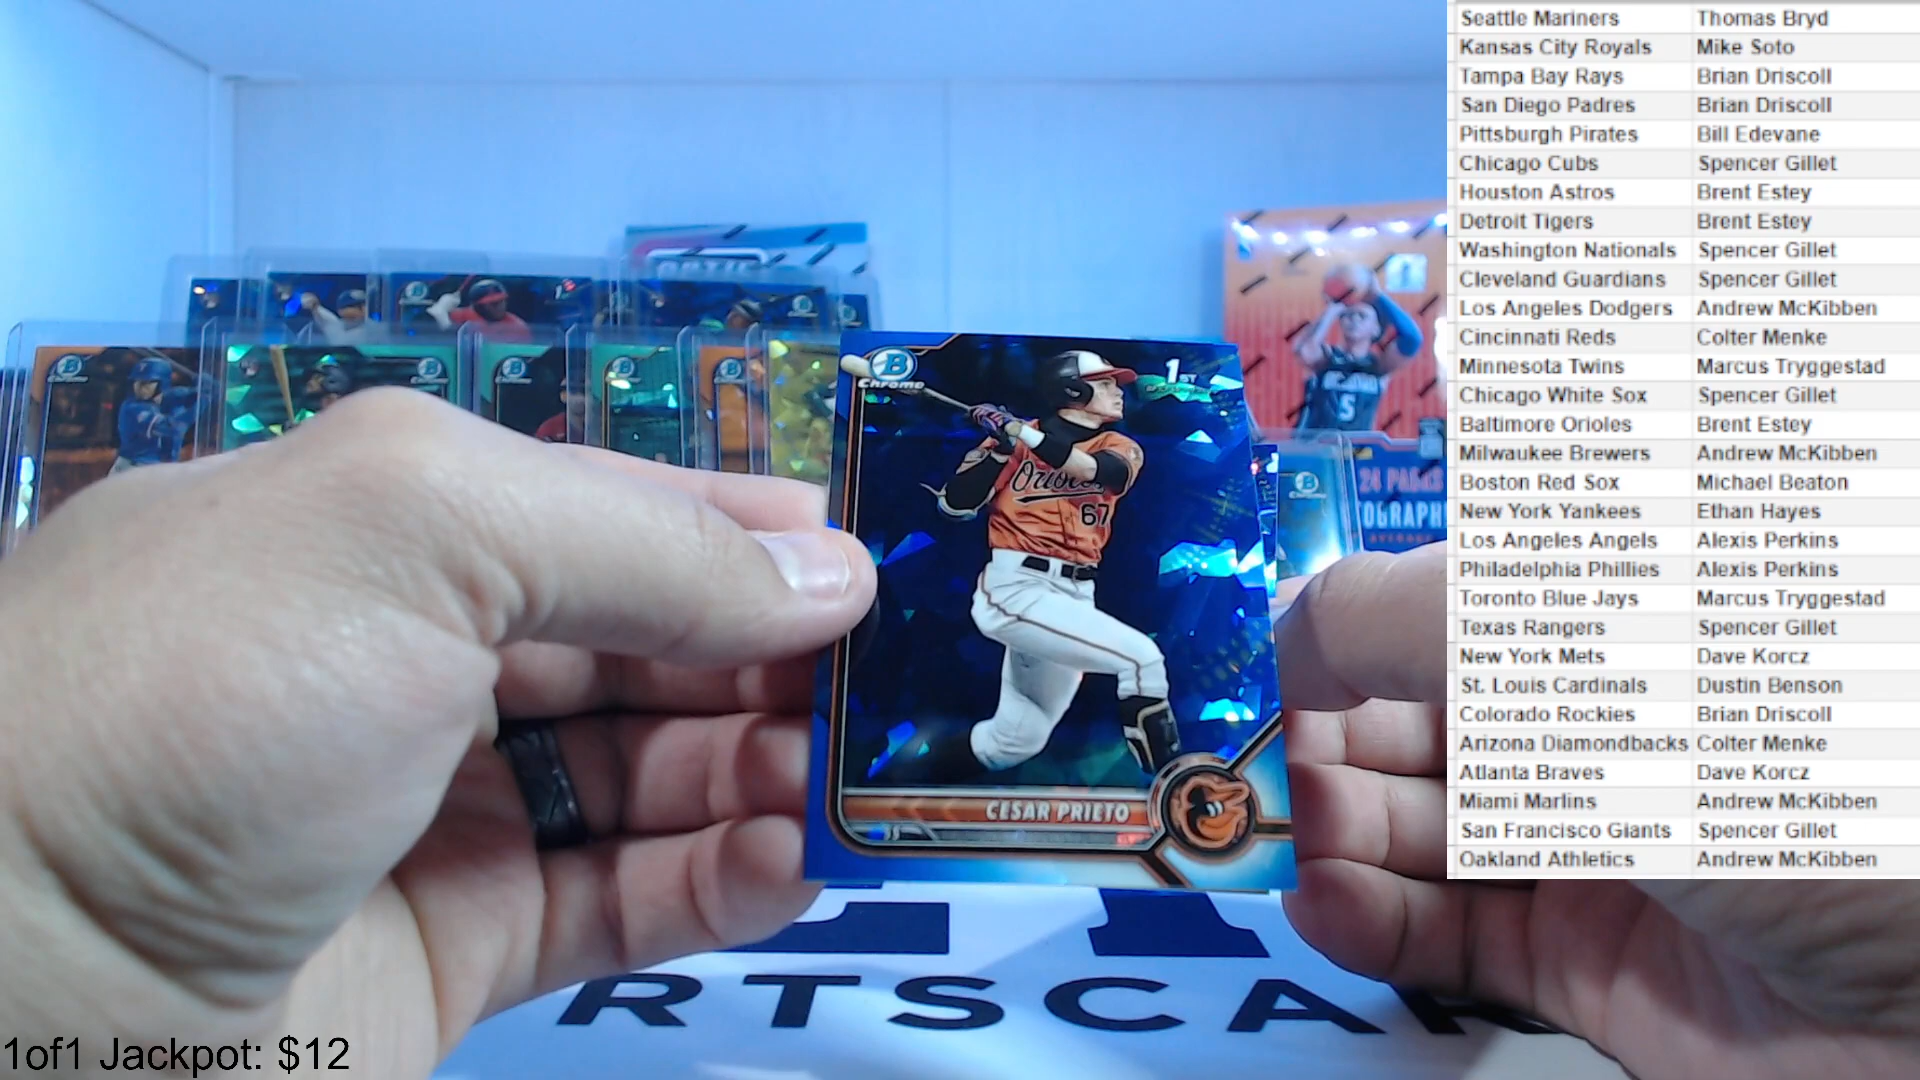 Seattle Mariners Thomas Bryd
Kansas City Royals Mike Soto
Tampa Bay Rays Brian Driscoll
San Diego Padres Brian Driscoll
Pittsburgh Pirates Bill Edevane
Chicago Cubs Spencer Gillet
Houston Astros Brent Estey
Detroit Tigers Brent Estey
Washington Nationals Spencer Gillet
Cleveland Guardians Spencer Gillet
Los Angeles Dodgers Andrew McKibben
Cincinnati Reds Colter Menke
Minnesota Twins Marcus Tryggestad
Chicago White Sox Spencer Gillet
Baltimore Orioles Brent Estey
Milwaukee Brewers Andrew McKibben
Boston Red Sox Michael Beaton
New York Yankees Ethan Hayes
Los Angeles Angels Alexis Perkins
Philadelphia Phillies Alexis Perkins
Toronto Blue Jays Marcus Tryggestad
Texas Rangers Spencer Gillet
New York Mets Dave Korcz
St. Louis Cardinals Dustin Benson
Colorado Rockies Brian Driscoll
Arizona Diamondbacks Colter Menke
Atlanta Braves Dave Korcz
Miami Marlins Andrew McKibben
San Francisco Giants Spencer Gillet
Oakland Athletics Andrew McKibben
B
Chrome
1ST
Orioles
67
CESAR PRIETO
24 PAGES
OGRAPH
RTSCAR
1of1 Jackpot: $12